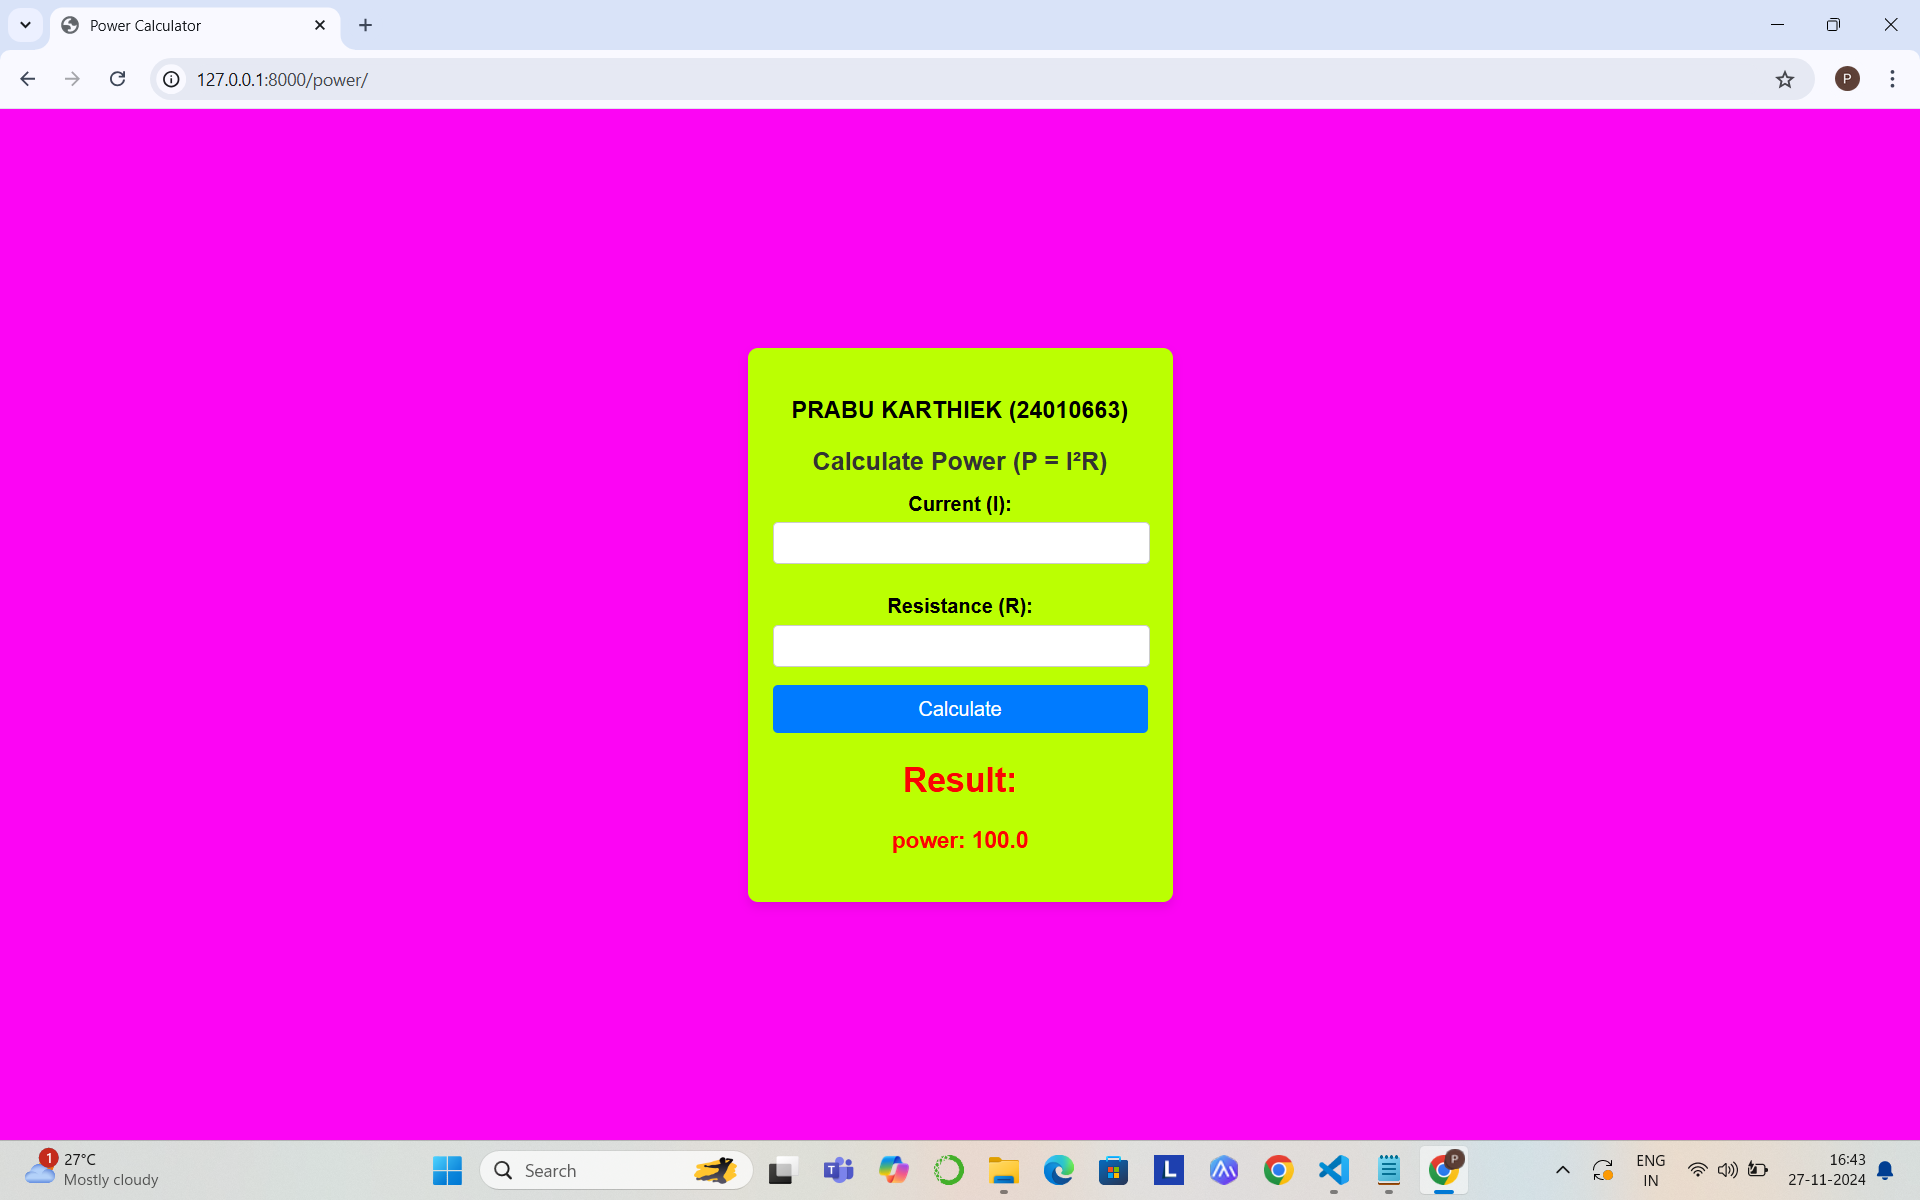 Power Calculator
127.0.0.1:8000/power/
P
PRABU KARTHIEK (24010663)
Calculate Power (P = I²R)
Current (I):
Resistance (R):
Calculate
Result:
power: 100.0
1
27°C
Mostly cloudy
Search
T
L
P
ENG
IN
16:43
27-11-2024